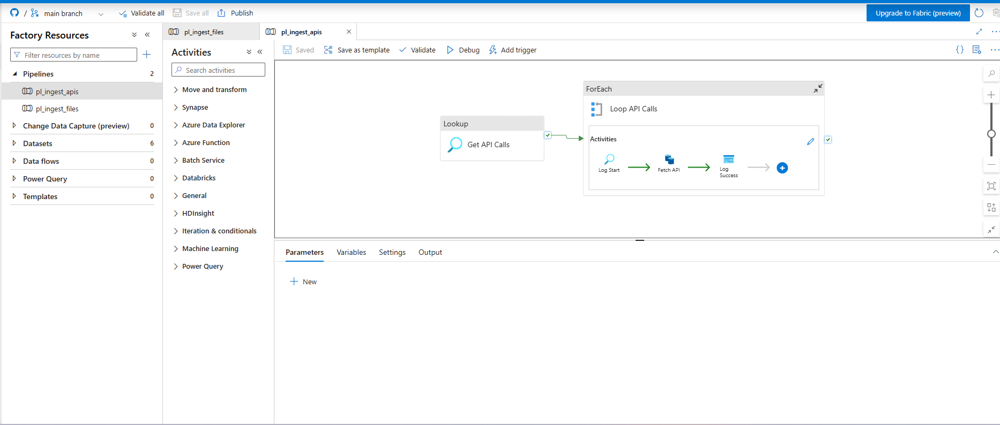 / main branch Validate all Save all Publish Upgrade to Fabric (preview)
Factory Resources
Filter resources by name
Pipelines 2
pl_ingest_apis
pl_ingest_files
Change Data Capture (preview) 0
Datasets 6
Data flows 0
Power Query 0
Templates 0
pl_ingest_files pl_ingest_apis
Activities
Search activities
Move and transform
Synapse
Azure Data Explorer
Azure Function
Batch Service
Databricks
General
HDInsight
Iteration & conditionals
Machine Learning
Power Query
Saved Save as template Validate Debug Add trigger {}
Lookup
Get API Calls
ForEach
Loop API Calls
Activities
Log Start
Fetch API
Log
Success
Parameters Variables Settings Output
New